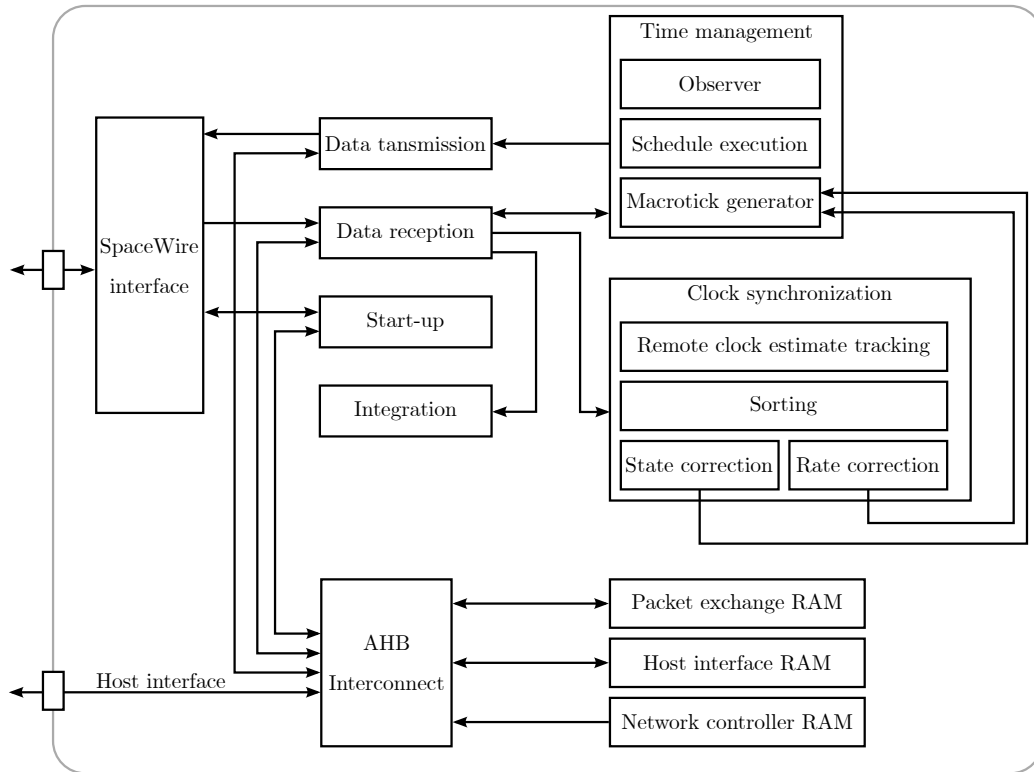 Time management
Observer
Schedule execution
Macrotick generator
Data tansmission
Data reception
SpaceWire
interface
Start-up
Integration
Clock synchronization
Remote clock estimate tracking
Sorting
State correction
Rate correction
AHB
Interconnect
Packet exchange RAM
Host interface RAM
Network controller RAM
Host interface